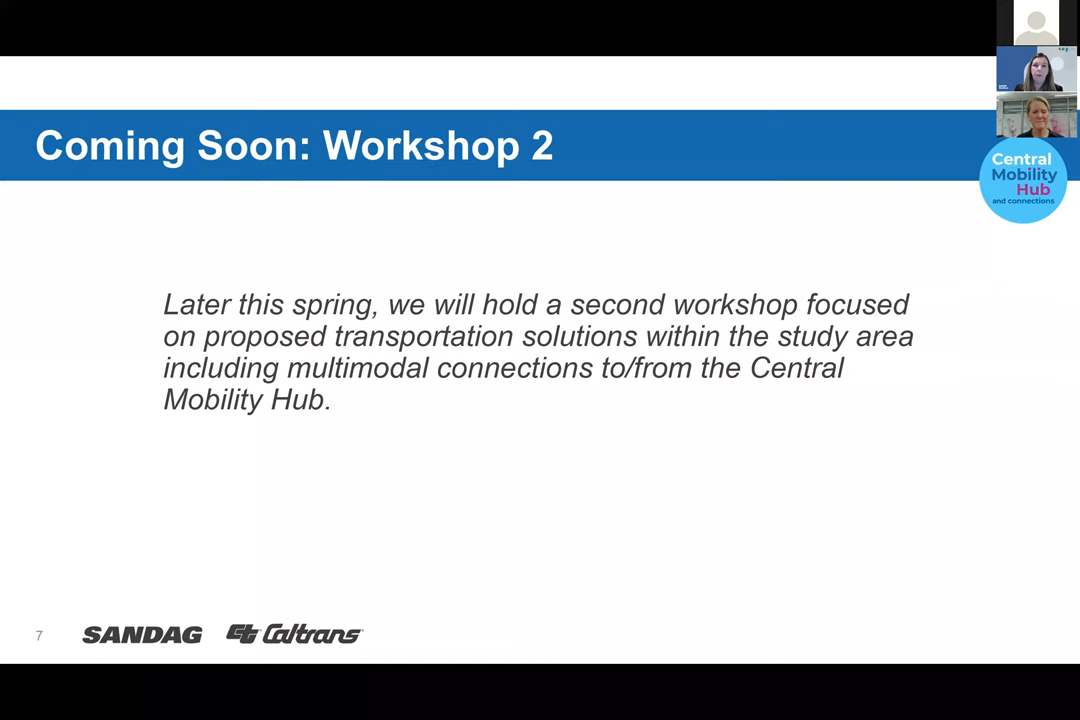 Coming Soon: Workshop 2
Central
Mobility
Hub
and connections
Later this spring, we will hold a second workshop focused
on proposed transportation solutions within the study area
including multimodal connections to/from the Central
Mobility Hub.
7
SANDAG
Caltrans